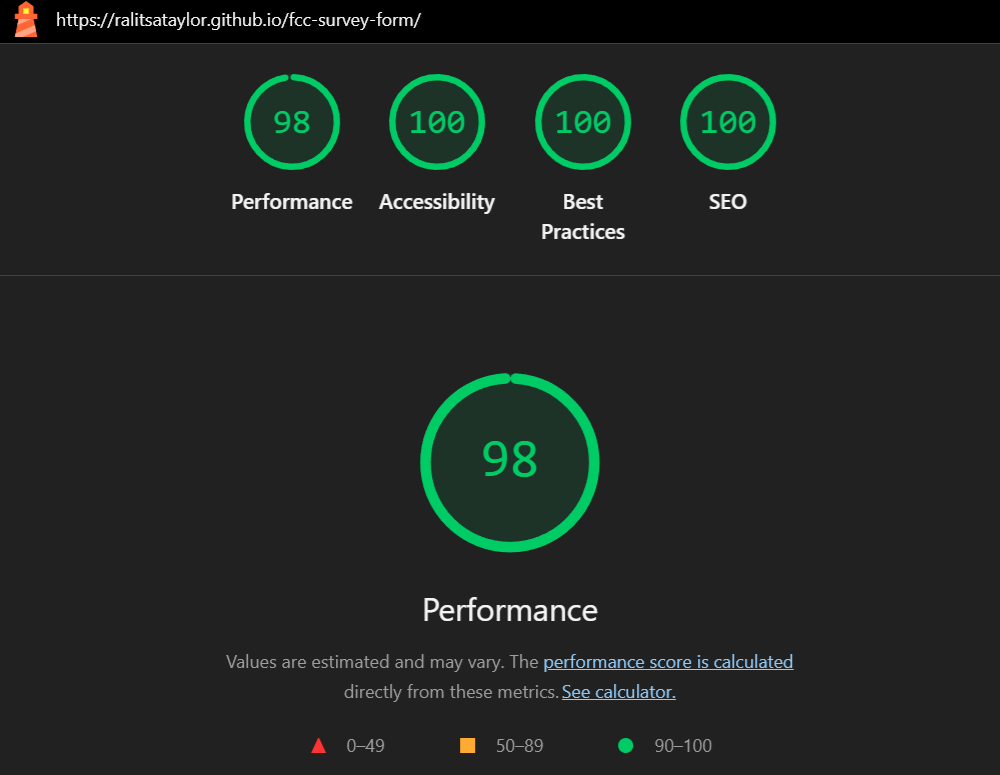 https://ralitsataylor.github.io/fcc-survey-form/
98 100 100 100
Performance Accessibility Best Practices SEO
98
Performance
Values are estimated and may vary. The performance score is calculated
directly from these metrics. See calculator.
0–49 50–89 90–100